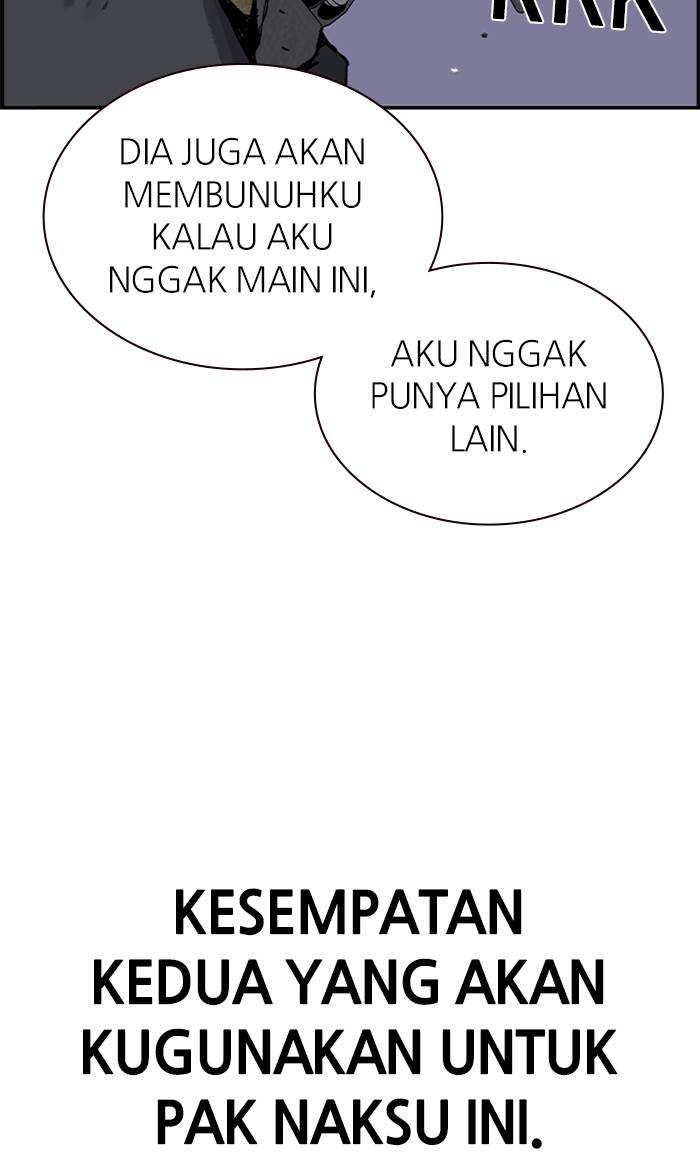 KKK
DIA JUGA AKAN
MEMBUNUHKU
KALAU AKU
NGGAK MAIN INI,
AKU NGGAK
PUNYA PILIHAN
LAIN.
KESEMPATAN
KEDUA YANG AKAN
KUGUNAKAN UNTUK
PAK NAKSU INI.